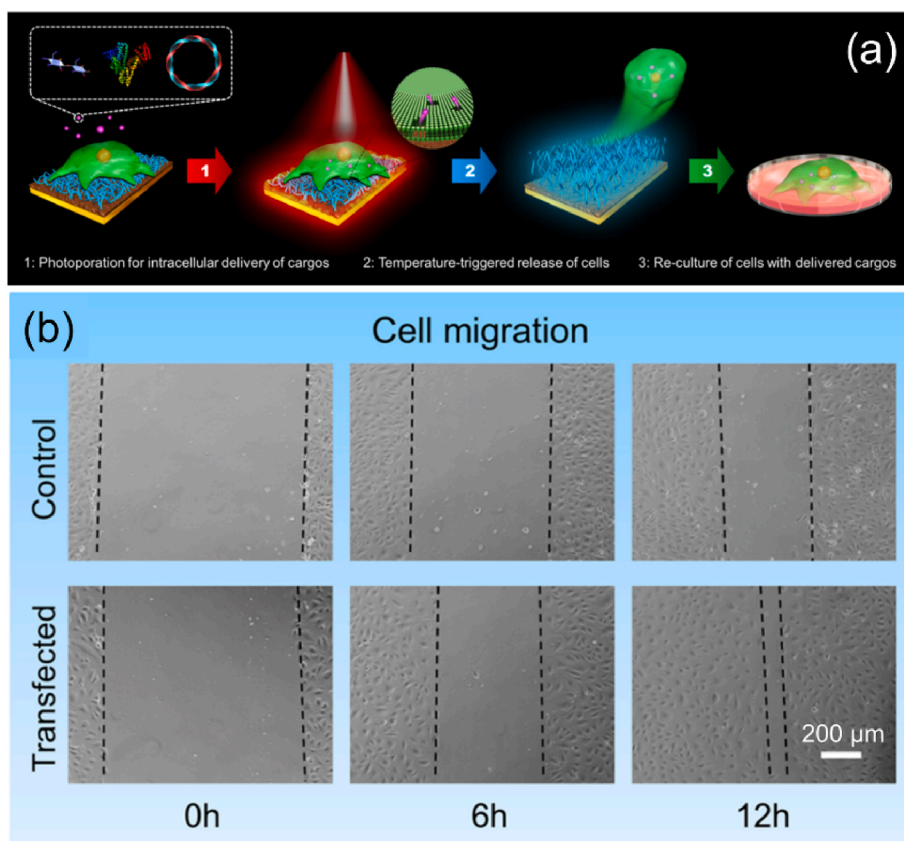 (a)
1
2
3
1: Photoporation for intracellular delivery of cargos
2: Temperature-triggered release of cells
3: Re-culture of cells with delivered cargos
(b)
Cell migration
Control
Transfected
200 µm
0h
6h
12h